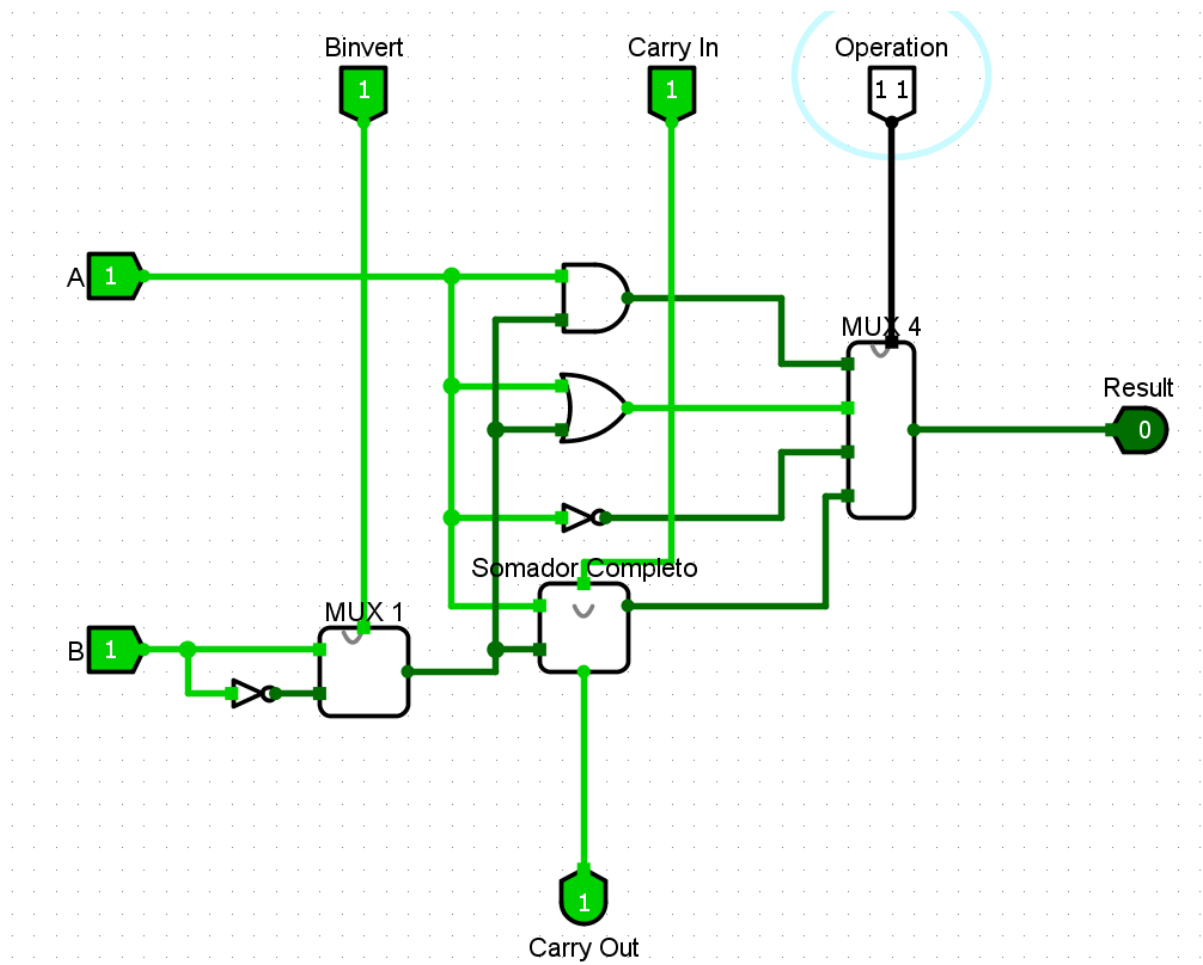 Binvert
Carry In
Operation
1
1
1 1
A
1
MUX 4
Result
0
Somador Completo
MUX 1
B
1
1
Carry Out